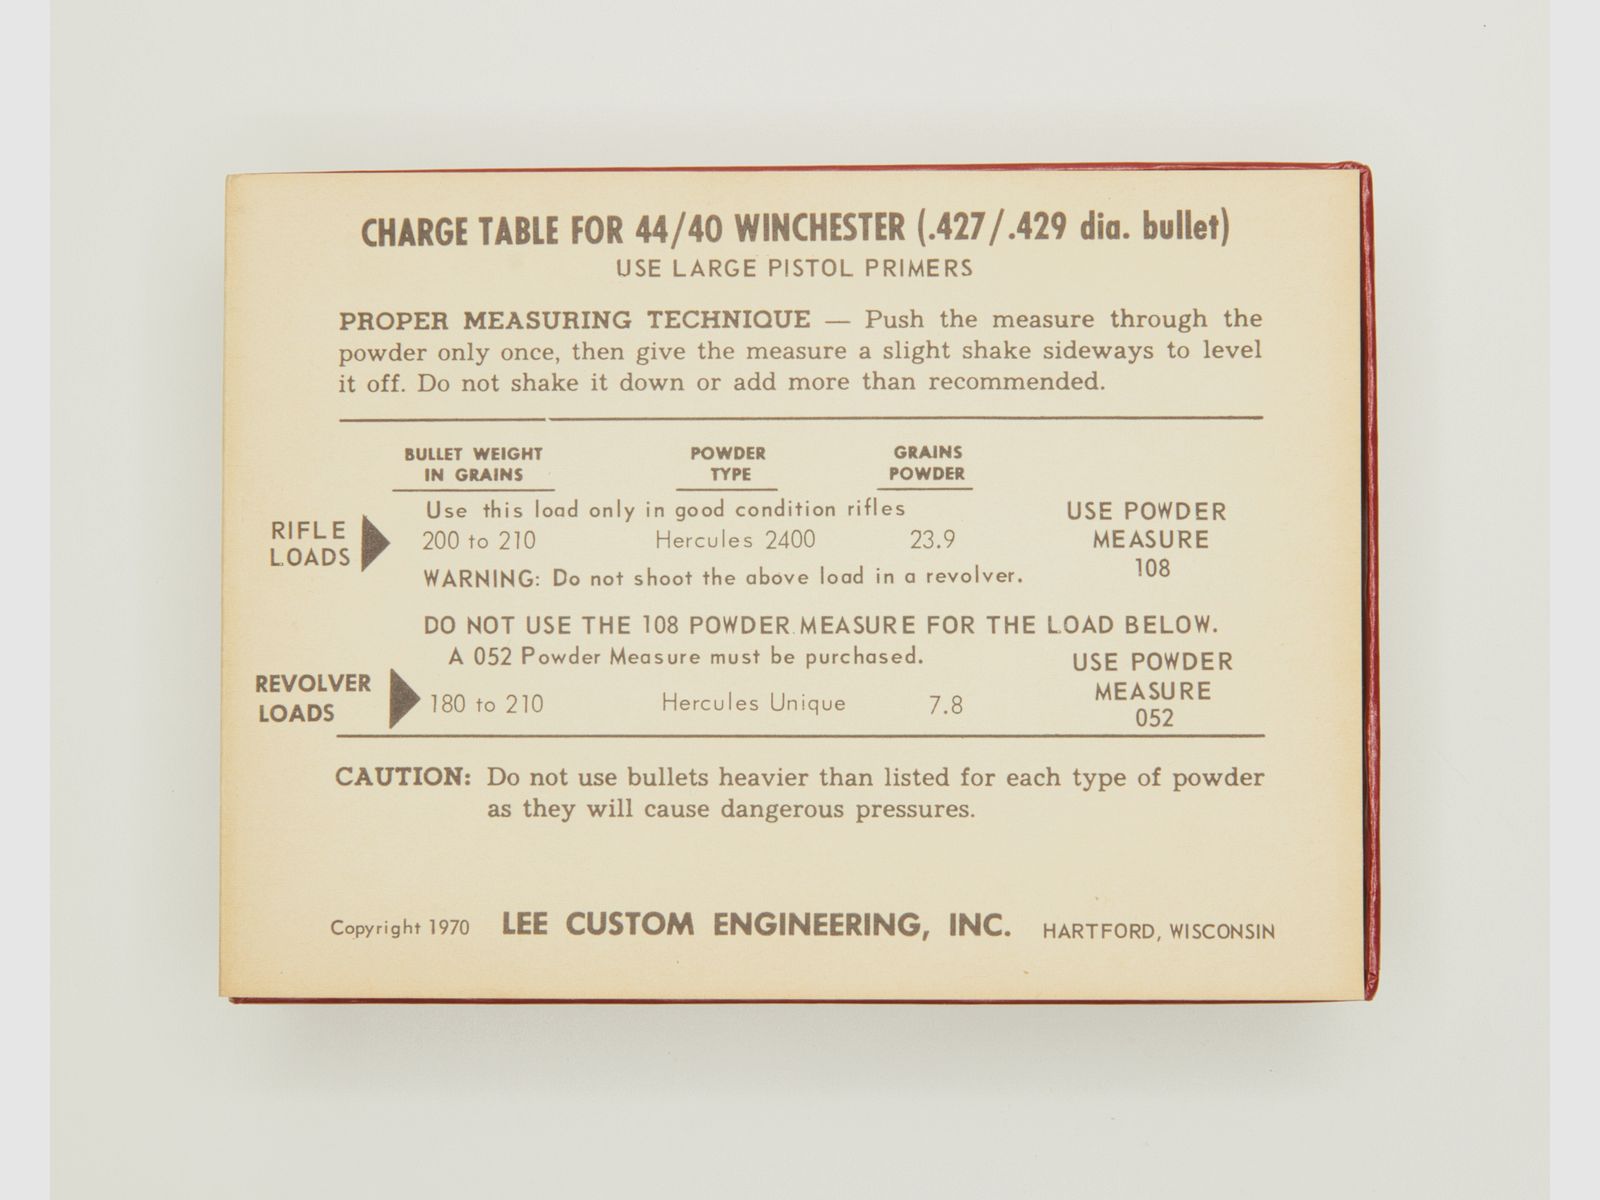 CHARGE TABLE FOR 44/40 WINCHESTER (.427/.429 dia. bullet)
USE LARGE PISTOL PRIMERS
PROPER MEASURING TECHNIQUE — Push the measure through the
powder only once, then give the measure a slight shake sideways to level
it off. Do not shake it down or add more than recommended.
BULLET WEIGHT POWDER GRAINS
IN GRAINS TYPE POWDER
Use this load only in good condition rifles USE POWDER
RIFLE 200 to 210 Hercules 2400 23.9 MEASURE
LOADS WARNING: Do not shoot the above load in a revolver. 108
DO NOT USE THE 108 POWDER MEASURE FOR THE LOAD BELOW.
A 052 Powder Measure must be purchased. USE POWDER
REVOLVER 180 to 210 Hercules Unique 7.8 MEASURE
LOADS 052
CAUTION: Do not use bullets heavier than listed for each type of powder
as they will cause dangerous pressures.
Copyright 1970 LEE CUSTOM ENGINEERING, INC. HARTFORD, WISCONSIN